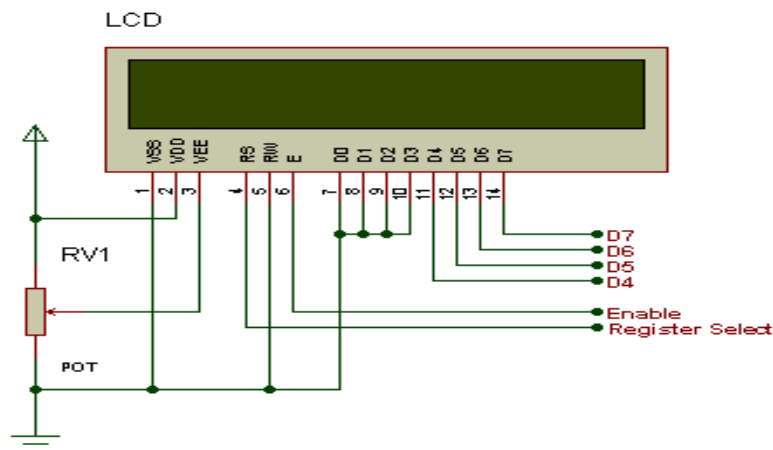 LCD
VSS VDD VEE RS RW E D0 D1 D2 D3 D4 D5 D6 D7
1 2 3 4 5 6 7 8 9 10 11 12 13 14
D7
D6
D5
D4
RV1
Enable
Register Select
POT